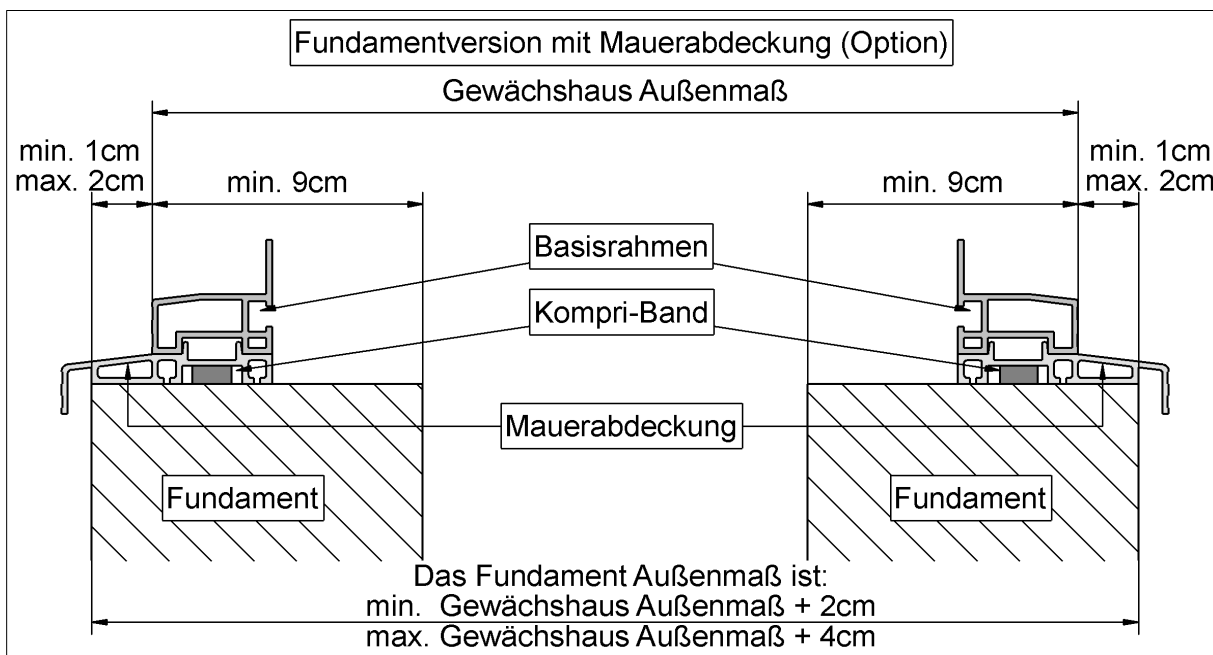 Fundamentversion mit Mauerabdeckung (Option)
Gewächshaus Außenmaß
min. 1cm
max. 2cm
min. 9cm
min. 9cm
min. 1cm
max. 2cm
Basisrahmen
Kompri-Band
Mauerabdeckung
Fundament
Fundament
Das Fundament Außenmaß ist:
min. Gewächshaus Außenmaß + 2cm
max. Gewächshaus Außenmaß + 4cm